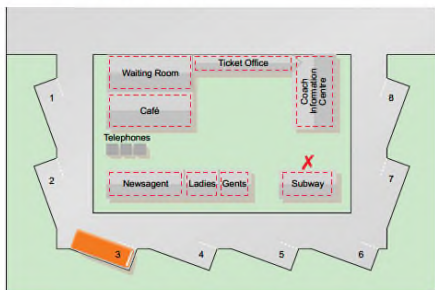 Waiting Room
Ticket Office
Coach
Information
Centre
Café
1
8
Telephones
2
7
Newsagent
Ladies
Gents
Subway
3
4
5
6